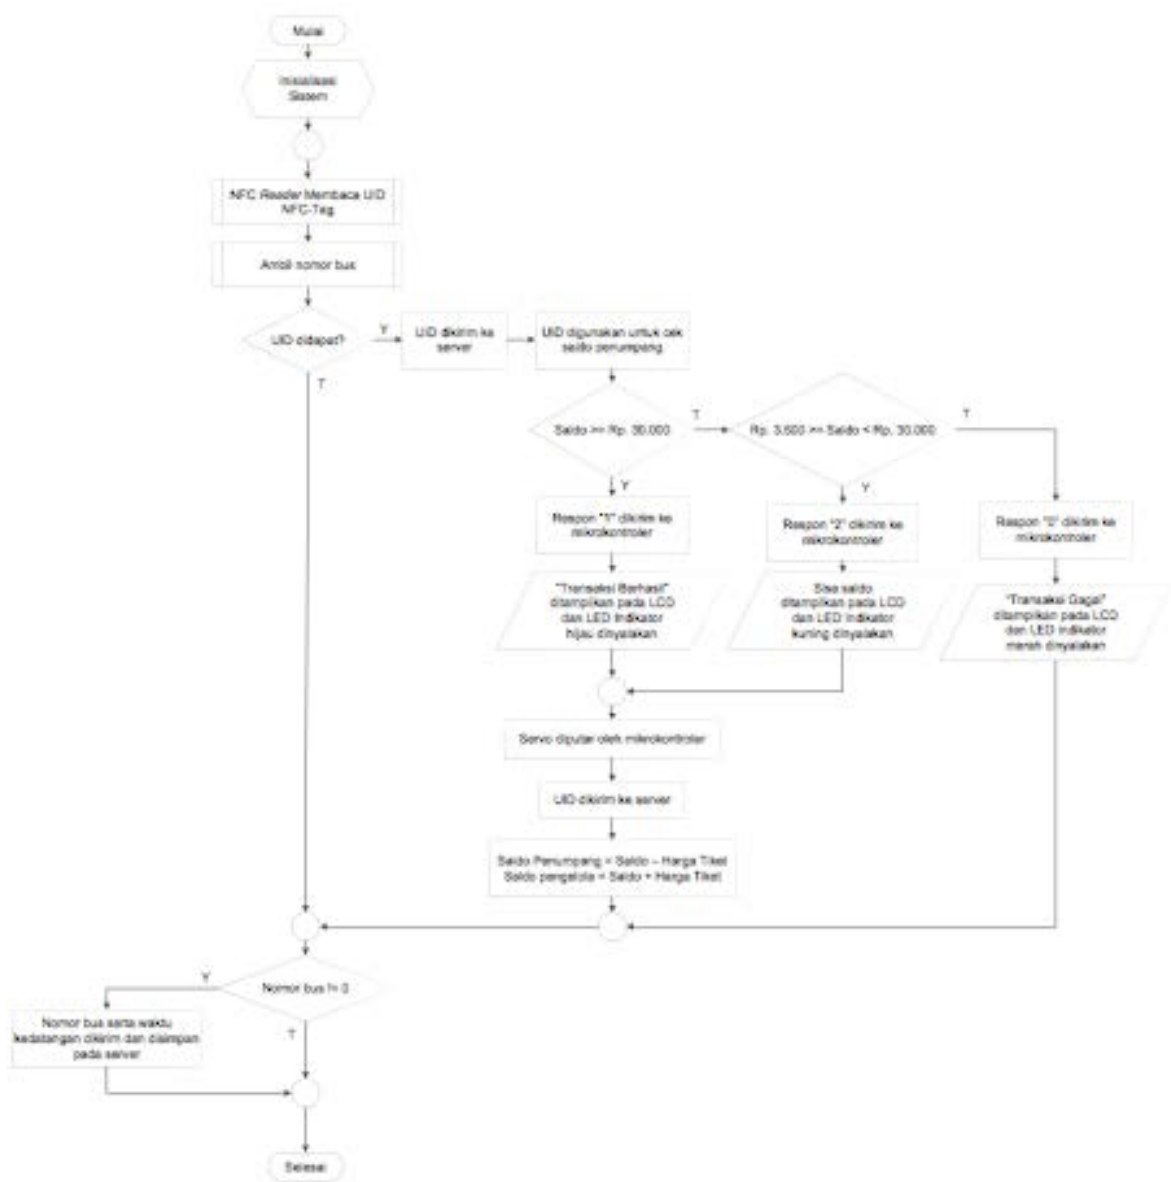 Mulai
Inisialisasi
Sistem
NFC Reader Membaca UID
NFC-Tag
Ambil nomor bus
UID didapat?
Y
UID dikirim ke
server
UID digunakan untuk cek
saldo penumpang
T
Saldo >= Rp. 30.000
T
Rp. 3.500 >= Saldo < Rp. 30.000
T
Y
Y
Respon "1" dikirim ke
mikrokontroler
Respon "2" dikirim ke
mikrokontroler
Respon "0" dikirim ke
mikrokontroler
"Transaksi Berhasil"
ditampilkan pada LCD
dan LED Indikator
hijau dinyalakan
Sisa saldo
ditampilkan pada LCD
dan LED Indikator
kuning dinyalakan
"Transaksi Gagal"
ditampilkan pada LCD
dan LED Indikator
merah dinyalakan
Servo diputar oleh mikrokontroler
UID dikirim ke server
Saldo Penumpang = Saldo – Harga Tiket
Saldo pengelola = Saldo + Harga Tiket
Y
Nomor bus != 0
Nomor bus serta waktu
kedatangan dikirim dan disimpan
pada server
T
Selesai